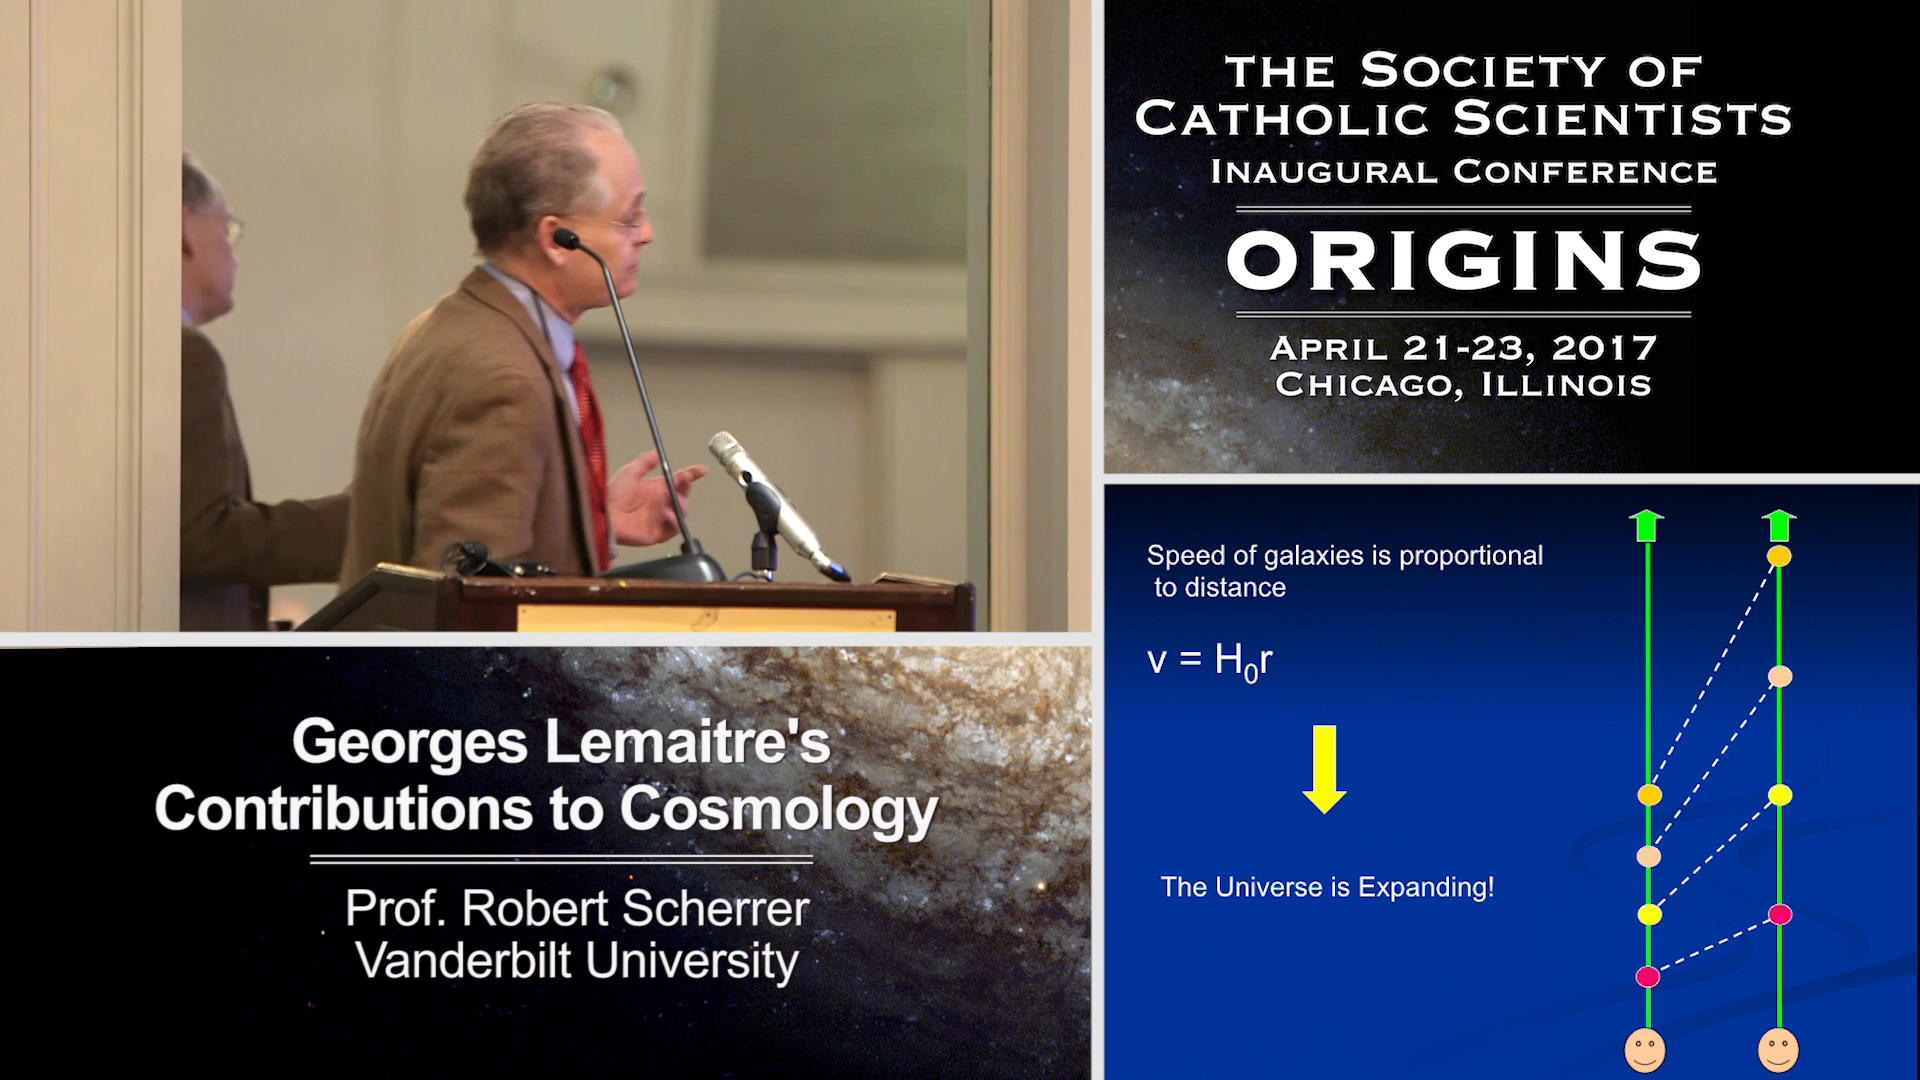 THE SOCIETY OF
CATHOLIC SCIENTISTS
INAUGURAL CONFERENCE
ORIGINS
APRIL 21-23, 2017
CHICAGO, ILLINOIS
Speed of galaxies is proportional
to distance
v = H₀r
The Universe is Expanding!
Georges Lemaitre's
Contributions to Cosmology
Prof. Robert Scherrer
Vanderbilt University